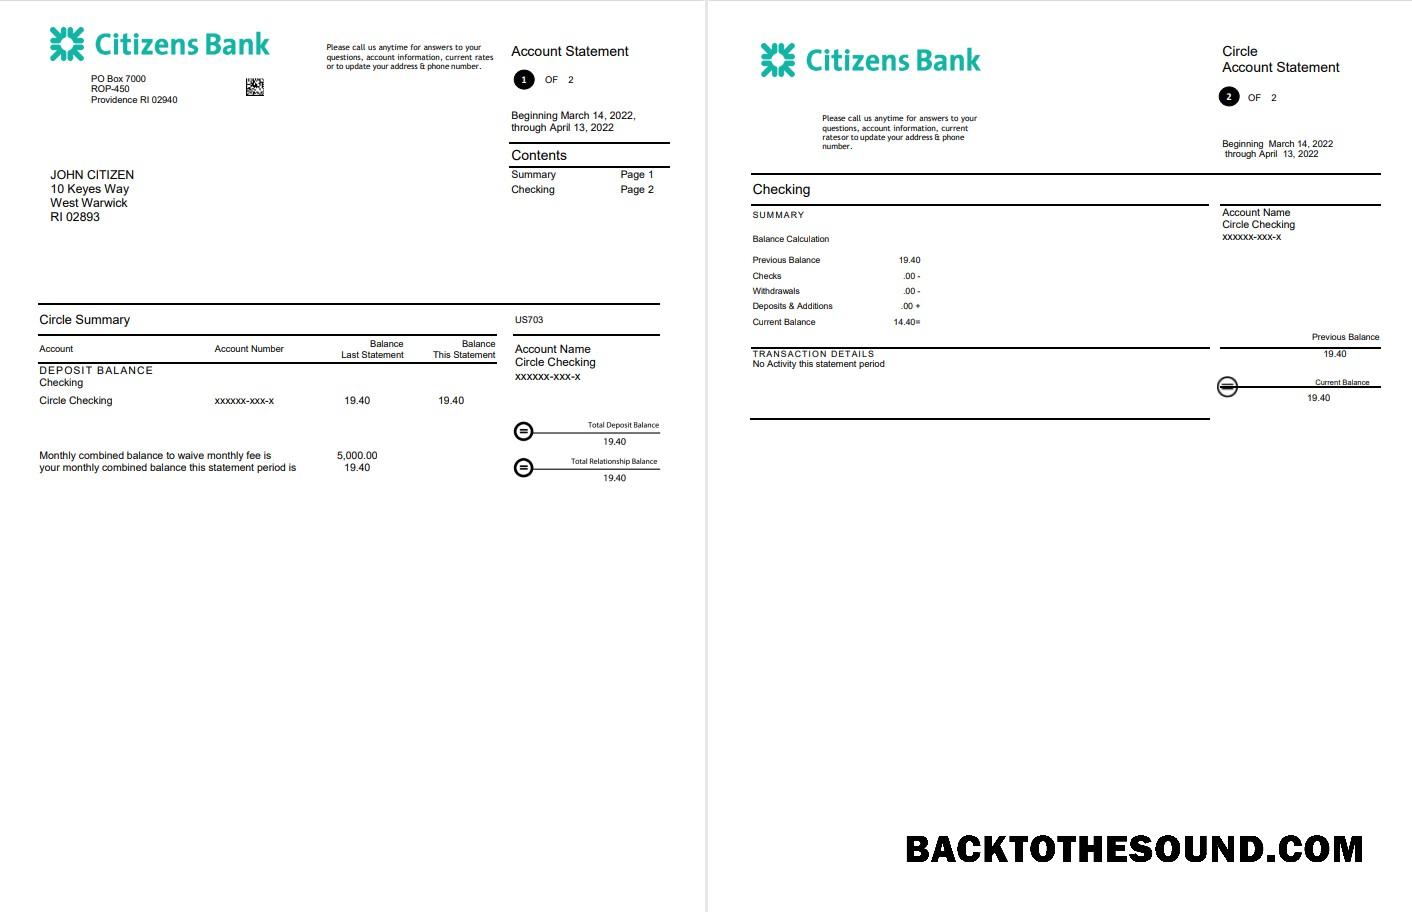 Citizens Bank
PO Box 7000
ROP-450
Providence RI 02940
Please call us anytime for answers to your
questions, account information, current rates
or to update your address & phone number.
Account Statement
1 OF 2
Beginning March 14, 2022,
through April 13, 2022
Contents
Summary Page 1
Checking Page 2
JOHN CITIZEN
10 Keyes Way
West Warwick
RI 02893
Circle Summary
US703
Account Account Number Balance Last Statement Balance This Statement
DEPOSIT BALANCE
Checking
Circle Checking xxxxxx-xxx-x 19.40 19.40
Monthly combined balance to waive monthly fee is 5,000.00
your monthly combined balance this statement period is 19.40
Account Name
Circle Checking
xxxxxx-xxx-x
Total Deposit Balance
19.40
Total Relationship Balance
19.40
Citizens Bank
Please call us anytime for answers to your
questions, account information, current
ratesor to update your address & phone
number.
Circle
Account Statement
2 OF 2
Beginning March 14, 2022
through April 13, 2022
Checking
SUMMARY
Balance Calculation
Previous Balance 19.40
Checks .00 -
Withdrawals .00 -
Deposits & Additions .00 +
Current Balance 14.40=
TRANSACTION DETAILS
No Activity this statement period
Account Name
Circle Checking
xxxxxx-xxx-x
Previous Balance
19.40
Current Balance
19.40
BACKTOTHESOUND.COM